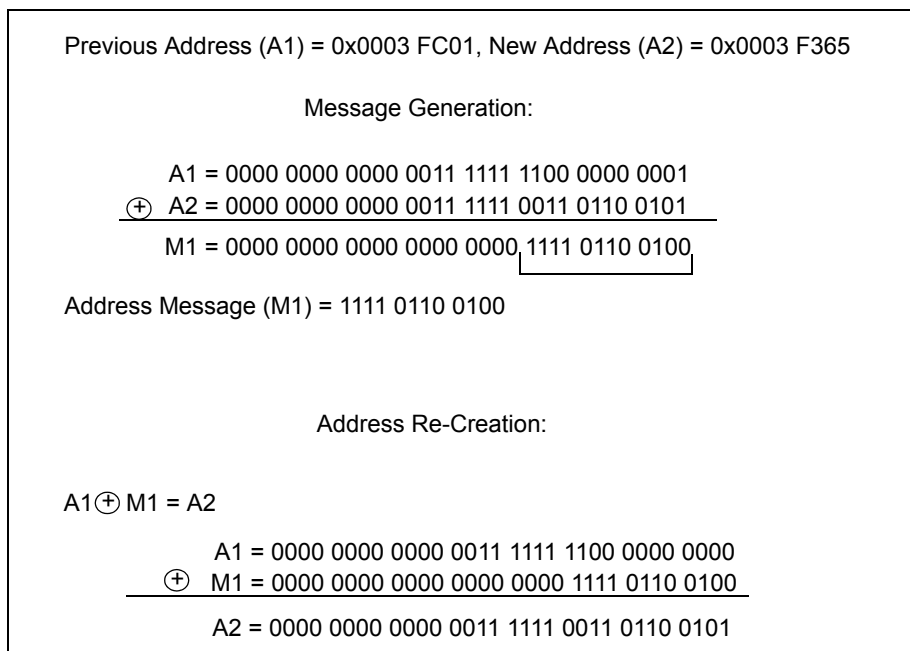 Previous Address (A1) = 0x0003 FC01, New Address (A2) = 0x0003 F365
Message Generation:
A1 = 0000 0000 0000 0011 1111 1100 0000 0001
⊕ A2 = 0000 0000 0000 0011 1111 0011 0110 0101
M1 = 0000 0000 0000 0000 0000 1111 0110 0100
Address Message (M1) = 1111 0110 0100
Address Re-Creation:
A1 ⊕ M1 = A2
A1 = 0000 0000 0000 0011 1111 1100 0000 0000
⊕ M1 = 0000 0000 0000 0000 0000 1111 0110 0100
A2 = 0000 0000 0000 0011 1111 0011 0110 0101